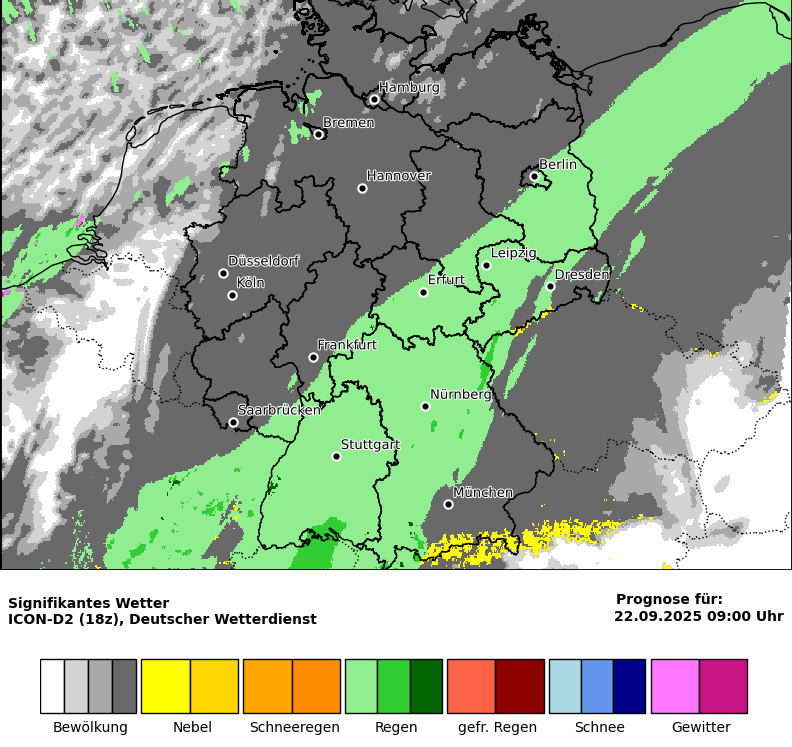 Hamburg
Bremen
Berlin
Hannover
Leipzig
Düsseldorf
Dresden
Köln
Erfurt
Frankfurt
Nürnberg
Saarbrücken
Stuttgart
München
Signifikantes Wetter
ICON-D2 (18z), Deutscher Wetterdienst
Prognose für:
22.09.2025 09:00 Uhr
Bewölkung Nebel Schneeregen Regen gefr. Regen Schnee Gewitter